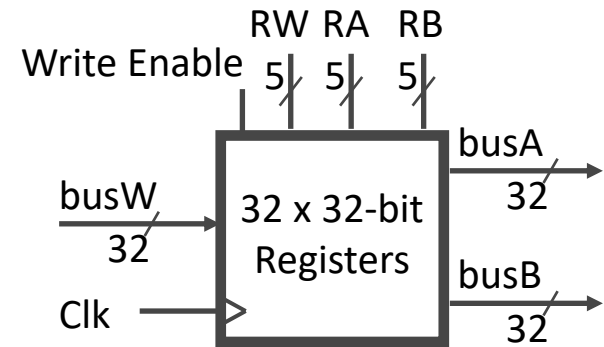 RW RA RB
Write Enable
5 5 5
busW
32
Clk
32 x 32-bit
Registers
busA
32
busB
32